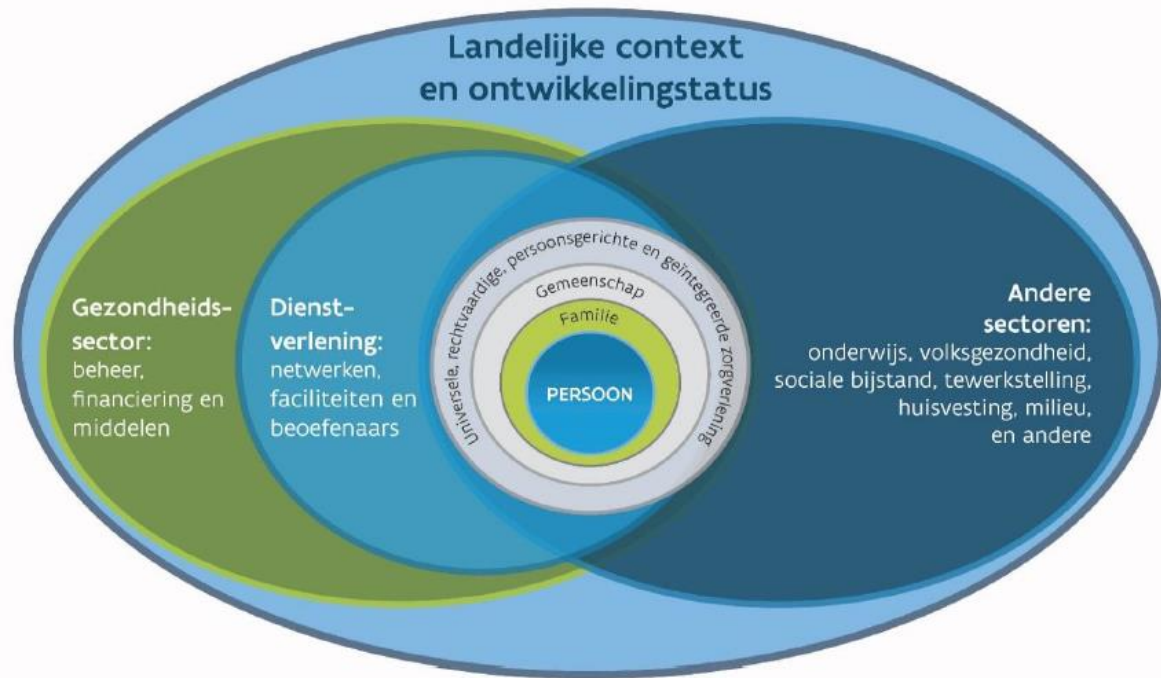 Landelijke context
en ontwikkelingstatus
Gezondheids-
sector:
beheer,
financiering en
middelen
Dienst-
verlening:
netwerken,
faciliteiten en
beoefenaars
Universele, rechtvaardige, persoonsgerichte en geïntegreerde zorgverlening
Gemeenschap
Familie
PERSOON
Andere
sectoren:
onderwijs, volksgezondheid,
sociale bijstand, tewerkstelling,
huisvesting, milieu,
en andere